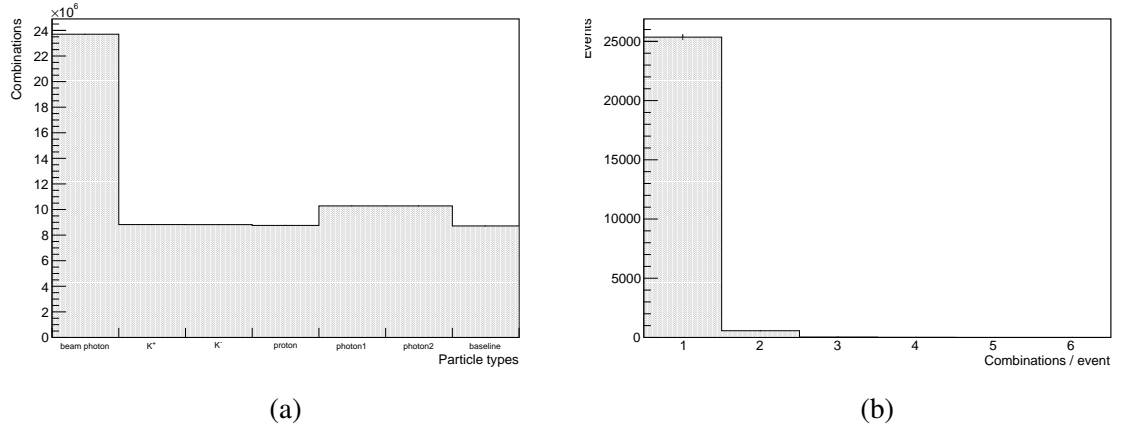 ×10⁶
Combinations
24
22
20
18
16
14
12
10
8
6
4
2
0
beam photon K⁺ K⁻ proton photon1 photon2 baseline
Particle types
(a)
Events
25000
20000
15000
10000
5000
0
1 2 3 4 5 6
Combinations / event
(b)